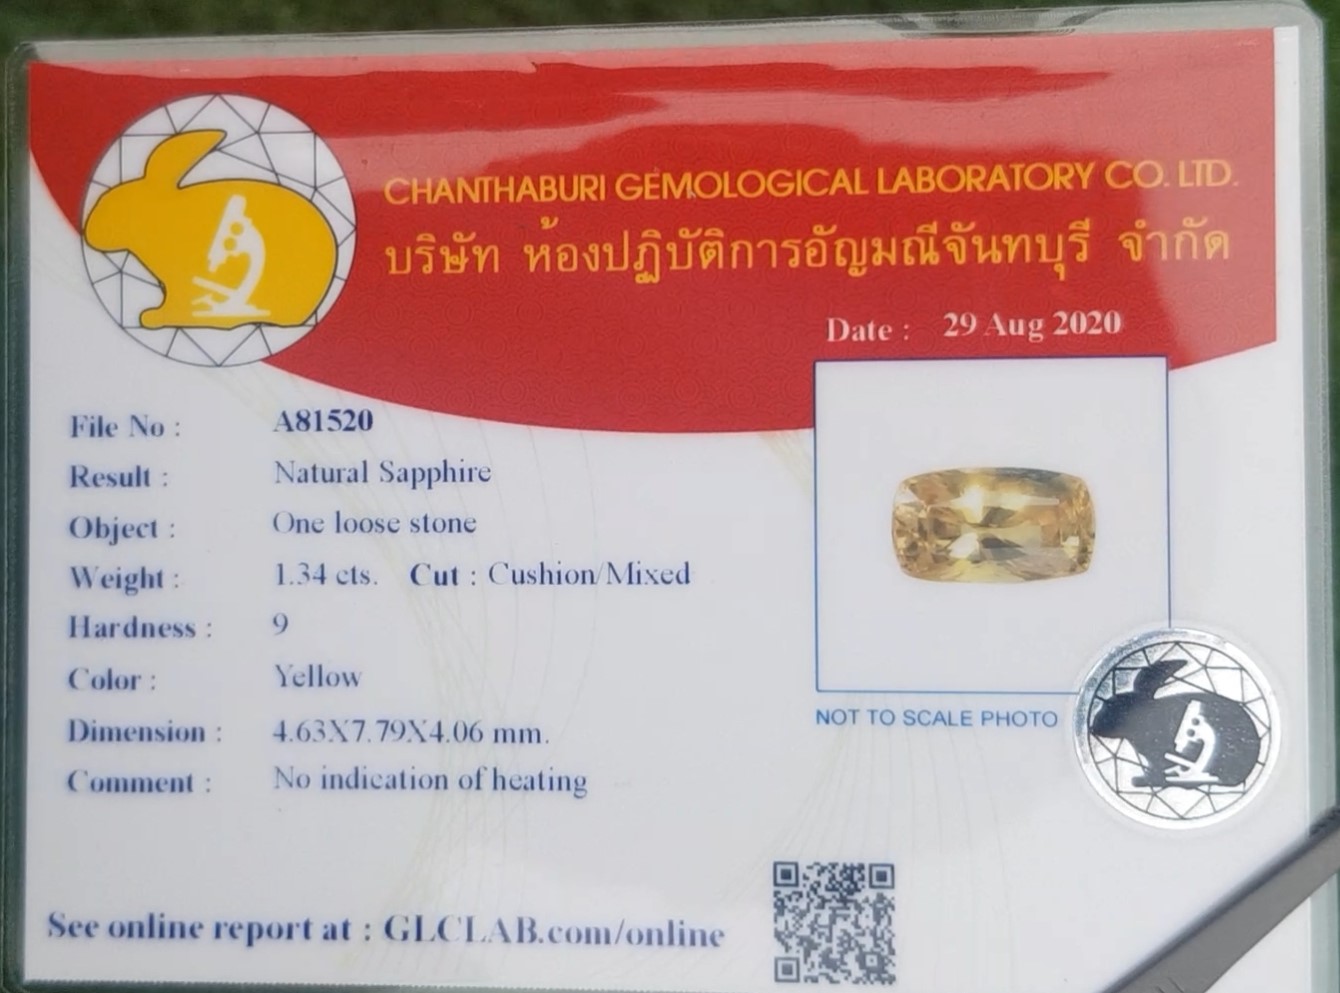 CHANTHABURI GEMOLOGICAL LABORATORY CO. LTD.
บริษัท ห้องปฏิบัติการอัญมณีจันทบุรี จำกัด
Date : 29 Aug 2020
File No : A81520
Result : Natural Sapphire
Object : One loose stone
Weight : 1.34 cts. Cut : Cushion/Mixed
Hardness : 9
Color : Yellow
Dimension : 4.63X7.79X4.06 mm.
Comment : No indication of heating
NOT TO SCALE PHOTO
See online report at : GLCLAB.com/online